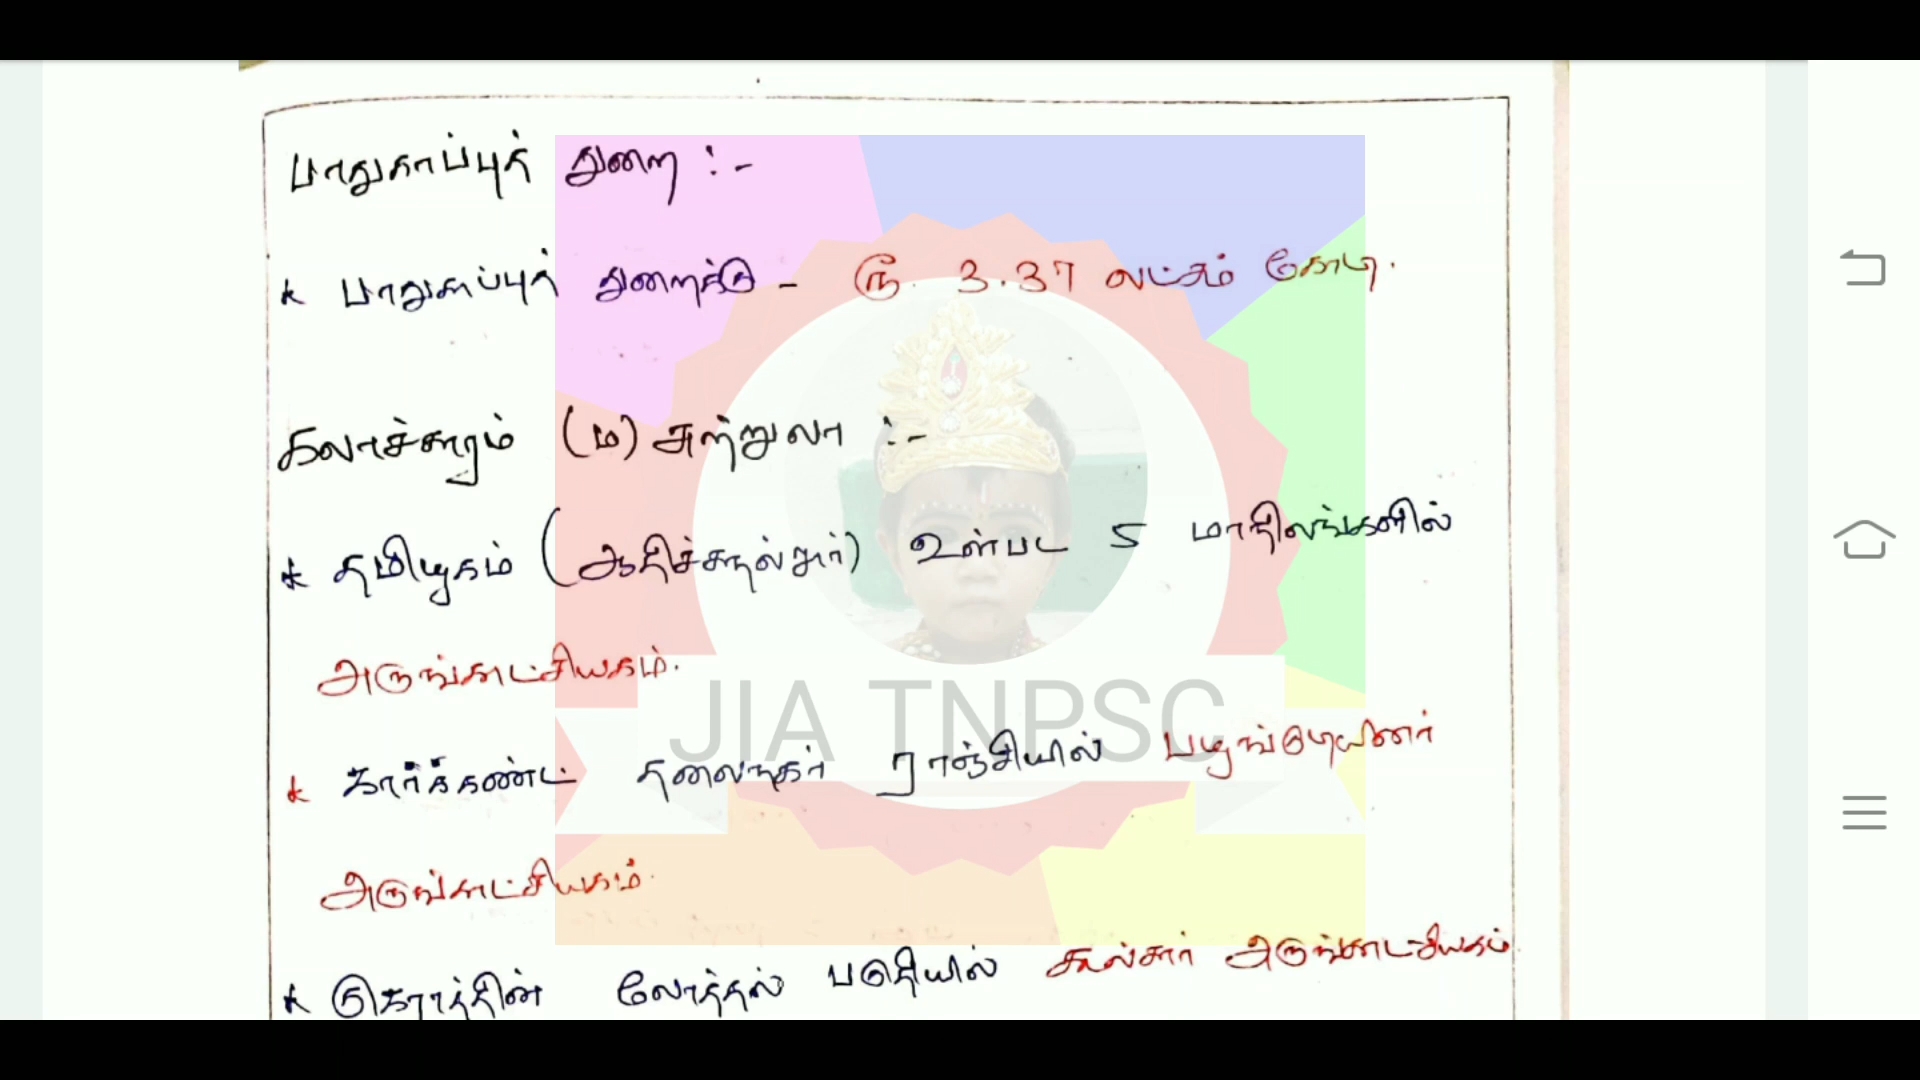 பாதுகாப்புத் துறை :-
* பாதுகாப்புத் துறைக்கு - ரூ. 3.37 லட்சம் கோடி.
கலாச்சாரம் (ம) சுற்றுலா :-
* தமிழகம் (ஆதிச்சநல்லூர்) உள்பட 5 மாநிலங்களில்
அருங்காட்சியகம்.
JIA TNPSC
* ஜார்க்கண்ட் தலைநகர் ராஞ்சியில் பழங்குடியினர்
அருங்காட்சியகம்.
* குஜராத்தின் லோத்தல் பகுதியில் கடல்சார் அருங்காட்சியகம்